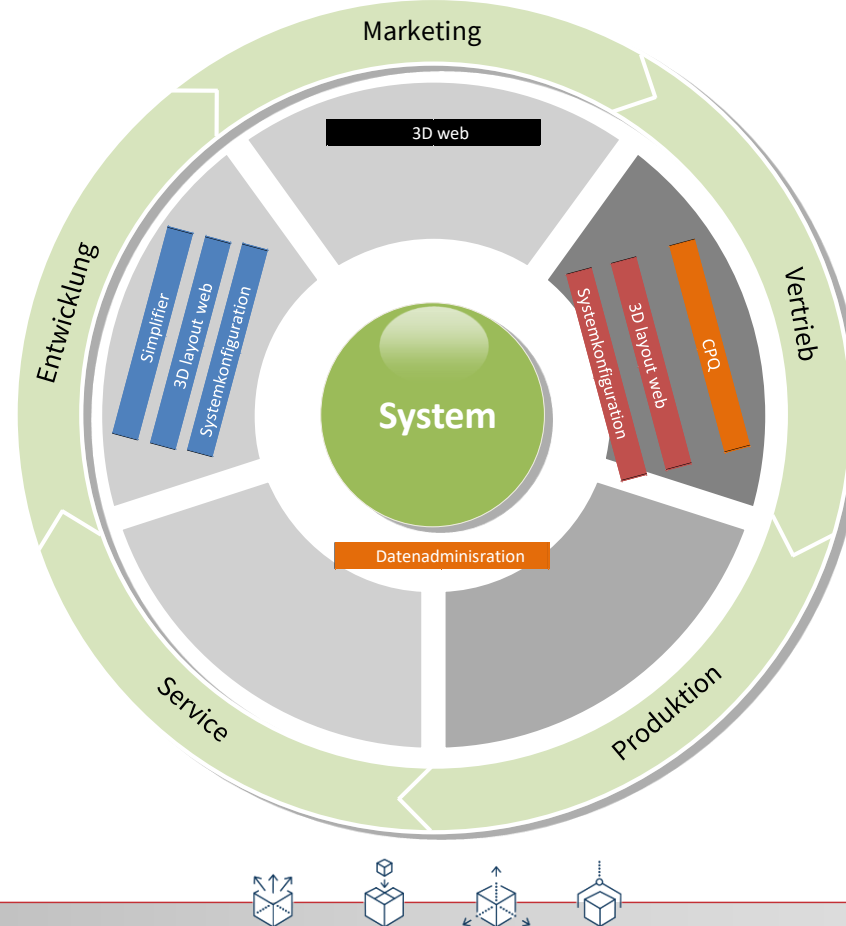 Marketing
3D web
Entwicklung
Vertrieb
Simplifier
3D layout web
Systemkonfiguration
Systemkonfiguration
3D layout web
CPQ
System
Datenadminisration
Service
Produktion